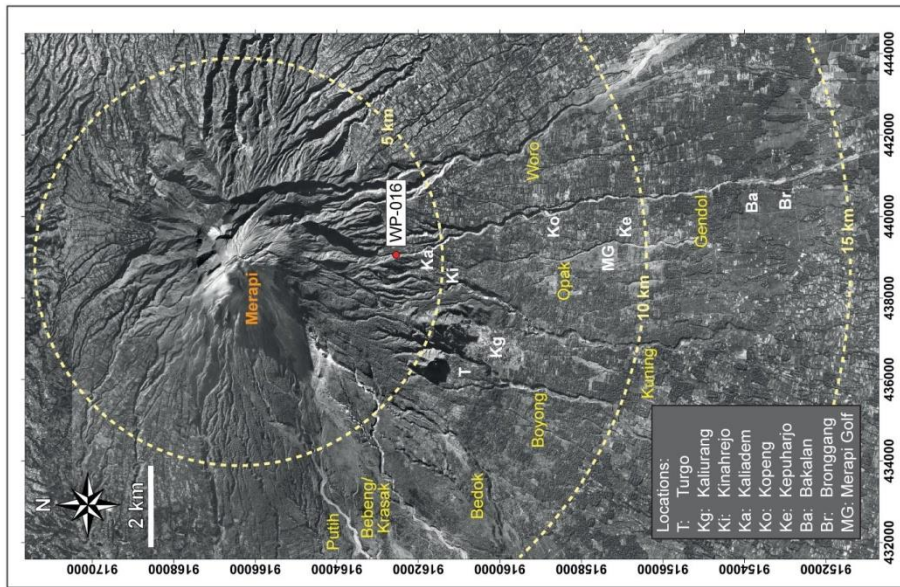 N
2 km
Merapi
5 km
WP-016
Putih
Bebeng/
Krasak
Bedok
Boyong
Kuning
Opak
Gendol
Woro
Ka
Ki
T
Kg
Ko
MG
Ke
Ba
Br
10 km
15 km
Locations:
T: Turgo
Kg: Kaliurang
Ki: Kinahrejo
Ka: Kaliadem
Ko: Kopeng
Ke: Kepuharjo
Ba: Bakalan
Br: Bronggang
MG: Merapi Golf
9170000
9168000
9166000
9164000
9162000
9160000
9158000
9156000
9154000
9152000
432000
434000
436000
438000
440000
442000
444000